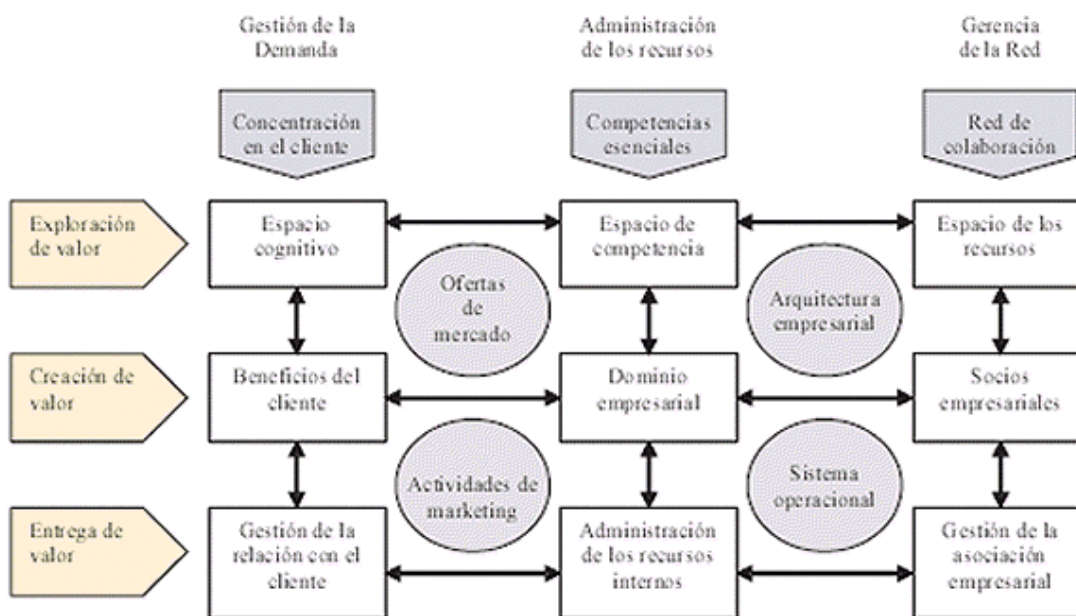 Gestión de la
Demanda
Administración
de los recursos
Gerencia
de la Red
Concentración
en el cliente
Competencias
esenciales
Red de
colaboración
Exploración
de valor
Espacio
cognitivo
Espacio de
competencia
Espacio de los
recursos
Ofertas
de
mercado
Arquitectura
empresarial
Creación de
valor
Beneficios del
cliente
Dominio
empresarial
Socios
empresariales
Actividades de
marketing
Sistema
operacional
Entrega de
valor
Gestión de la
relación con el
cliente
Administración
de los recursos
internos
Gestión de la
asociación
empresarial